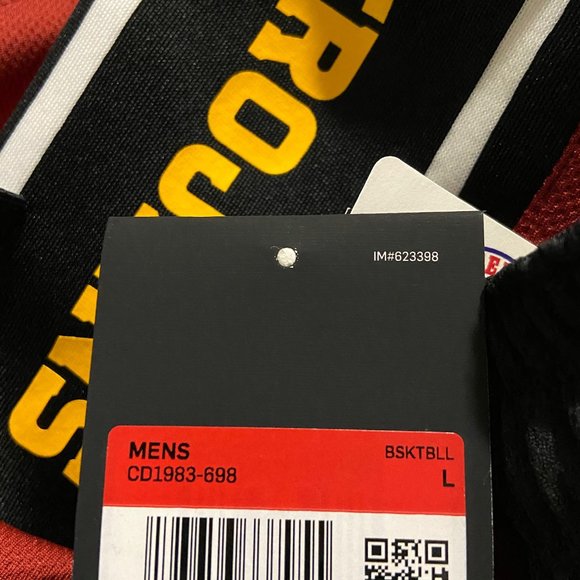 TROJANS
IM#623398
MENS
BSKTBLL
CD1983-698
L